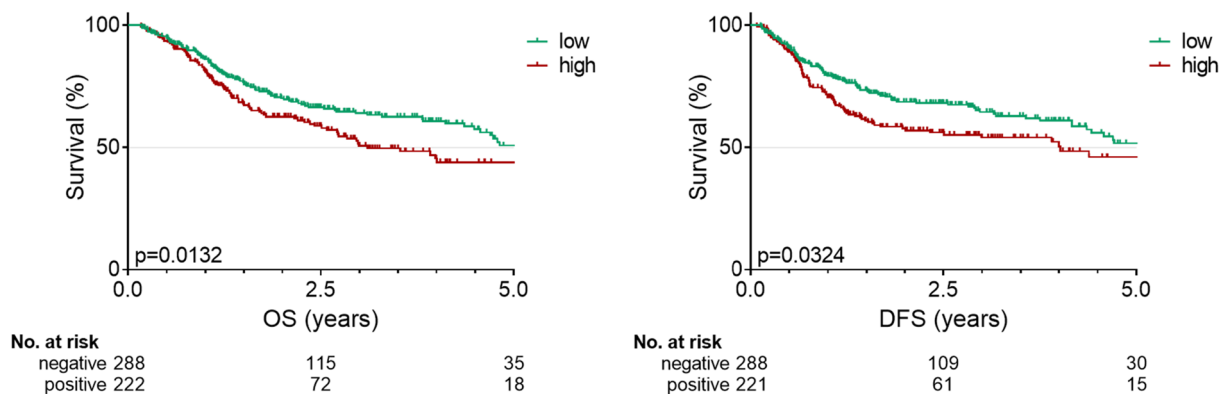 100
50
0
Survival (%)
low
high
p=0.0132
0.0 2.5 5.0
OS (years)
No. at risk
negative 288 115 35
positive 222 72 18
100
50
0
Survival (%)
low
high
p=0.0324
0.0 2.5 5.0
DFS (years)
No. at risk
negative 288 109 30
positive 221 61 15